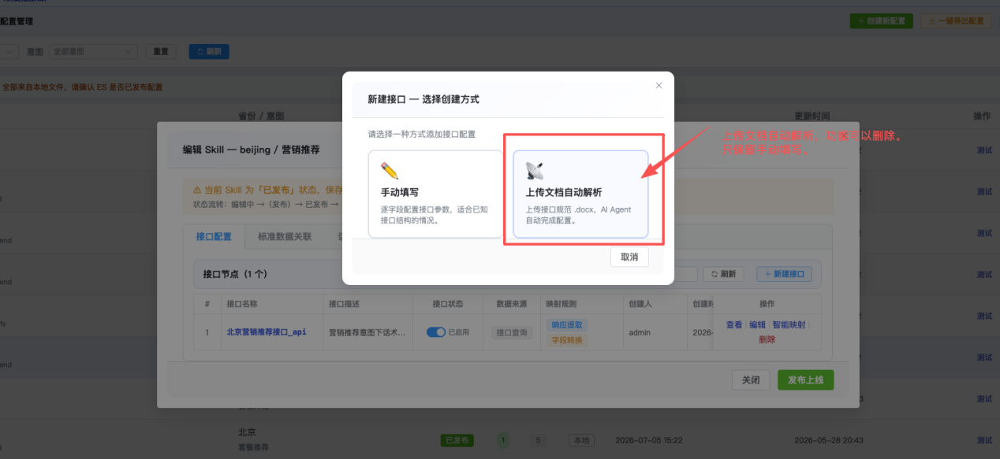 配置管理
+ 创建新配置
一键导出配置
意图
全部意图
重置
刷新
全部来自本地文件，请确认 ES 是否已发布配置
省份 / 意图
更新时间
操作
新建接口 — 选择创建方式
请选择一种方式添加接口配置
手动填写
逐字段配置接口参数，适合已知
接口结构的情况。
上传文档自动解析
上传接口规范 .docx，AI Agent
自动完成配置。
取消
上传文档自动解析，功能可以删除。
只保留手动填写。
编辑 Skill — beijing / 营销推荐
当前 Skill 为「已发布」状态，保存
状态流转：编辑中 → （发布）→ 已发布 →
接口配置
标准数据关联
接口节点（1 个）
刷新
+ 新建接口
#
接口名称
接口描述
接口状态
数据来源
映射规则
创建人
操作
1
北京营销推荐接口_api
营销推荐意图下话术...
已启用
接口查询
响应提取
字段转换
admin
2026-
查看
编辑
智能映射
删除
关闭
发布上线
测试
测试
测试
测试
测试
测试
测试
北京
套餐推荐
已发布
1
5
本地
2026-07-05 15:22
2026-05-28 20:43
测试